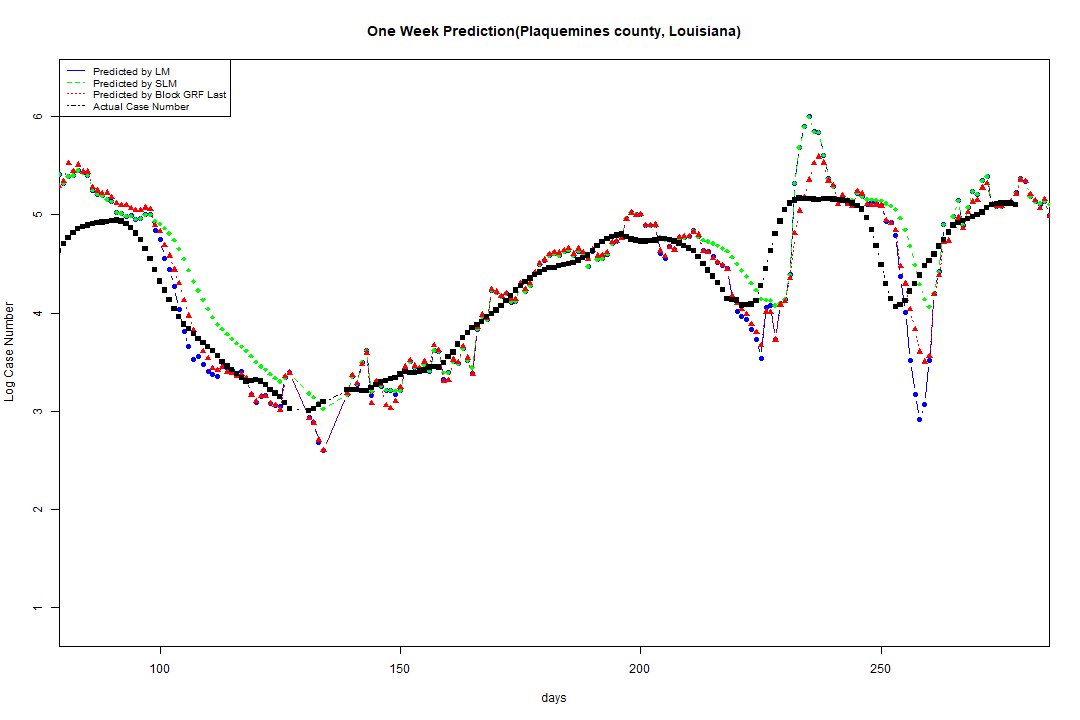 One Week Prediction(Plaquemines county, Louisiana)
Predicted by LM
Predicted by SLM
Predicted by Block GRF Last
Actual Case Number
Log Case Number
6
5
4
3
2
1
100 150 200 250
days